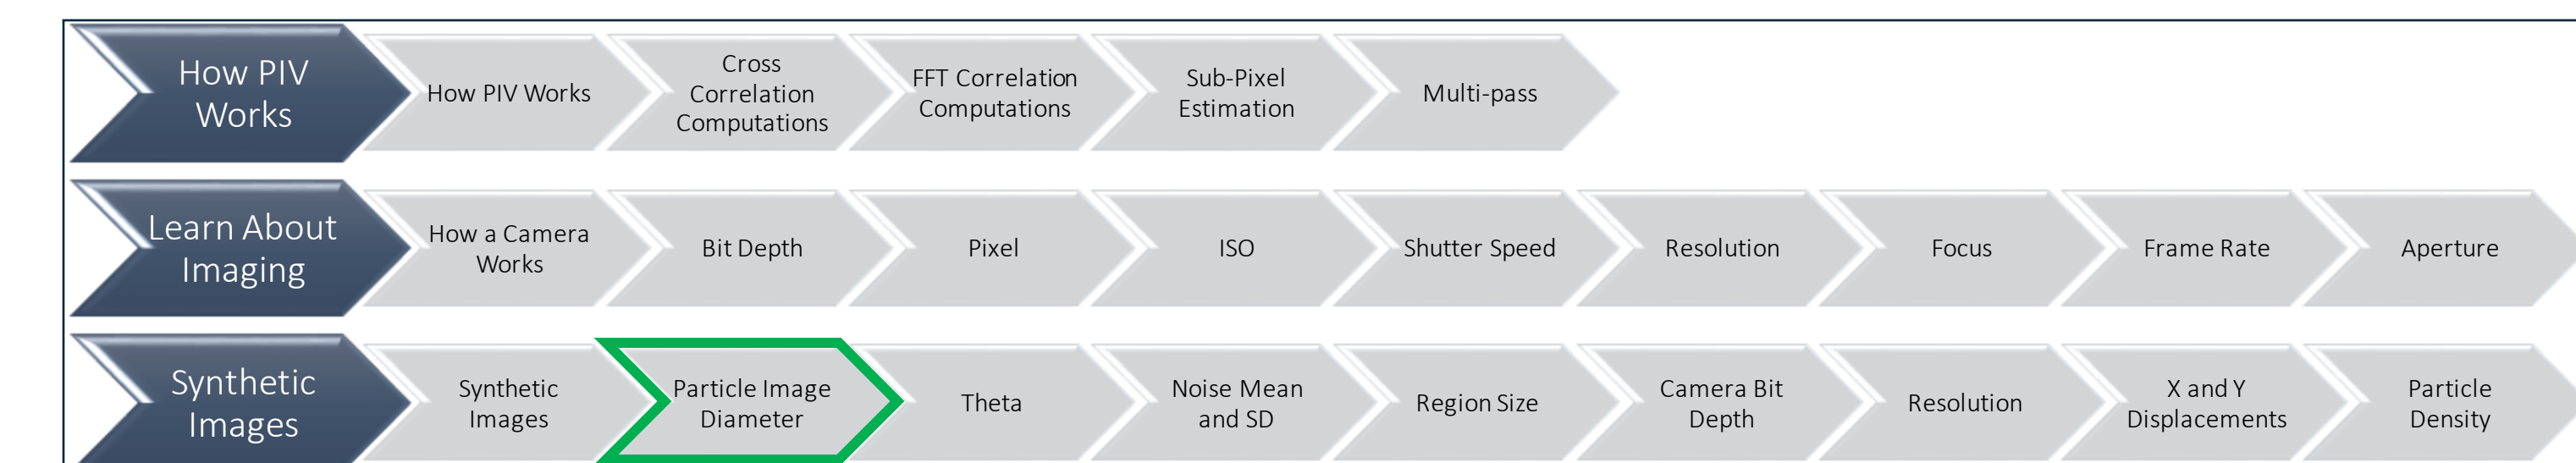 How PIV
Works
How PIV Works
Cross
Correlation
Computations
FFT Correlation
Computations
Sub-Pixel
Estimation
Multi-pass
Learn About
Imaging
How a Camera
Works
Bit Depth
Pixel
ISO
Shutter Speed
Resolution
Focus
Frame Rate
Aperture
Synthetic
Images
Synthetic
Images
Particle Image
Diameter
Theta
Noise Mean
and SD
Region Size
Camera Bit
Depth
Resolution
X and Y
Displacements
Particle
Density